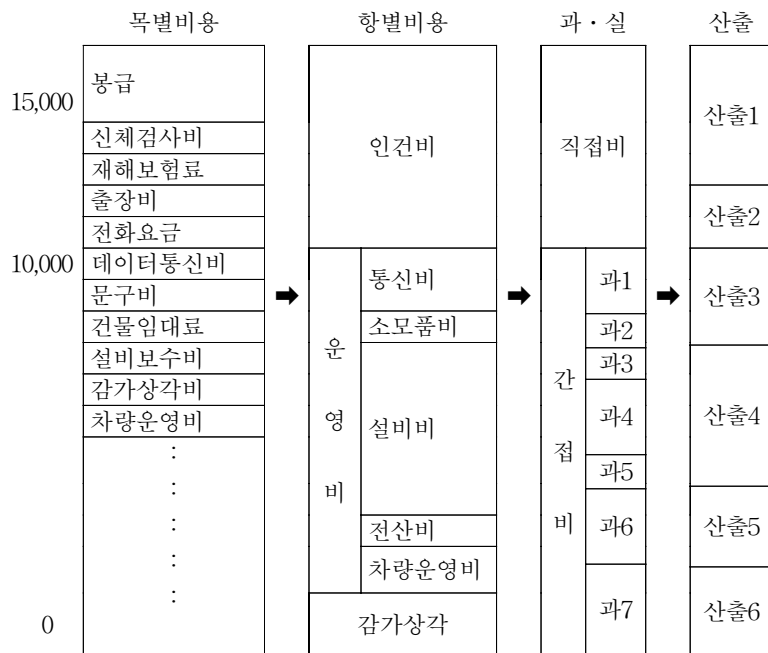 목별비용
항별비용
과·실
산출
15,000
10,000
0
봉급
신체검사비
재해보험료
출장비
전화요금
데이터통신비
문구비
건물임대료
설비보수비
감가상각비
차량운영비
:
:
:
:
:
인건비
운
영
비
통신비
소모품비
설비비
전산비
차량운영비
감가상각
직접비
간
접
비
과1
과2
과3
과4
과5
과6
과7
산출1
산출2
산출3
산출4
산출5
산출6